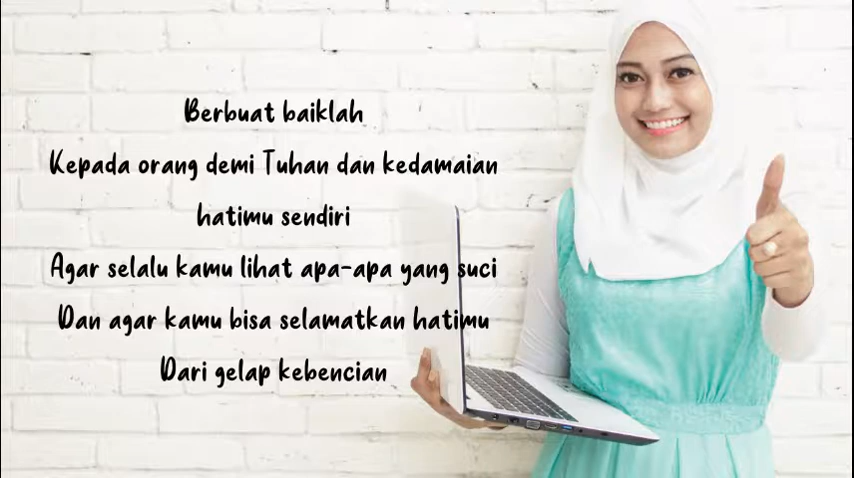 Berbuat baiklah
Kepada orang demi Tuhan dan kedamaian
hatimu sendiri
Agar selalu kamu lihat apa-apa yang suci
Dan agar kamu bisa selamatkan hatimu
Dari gelap kebencian